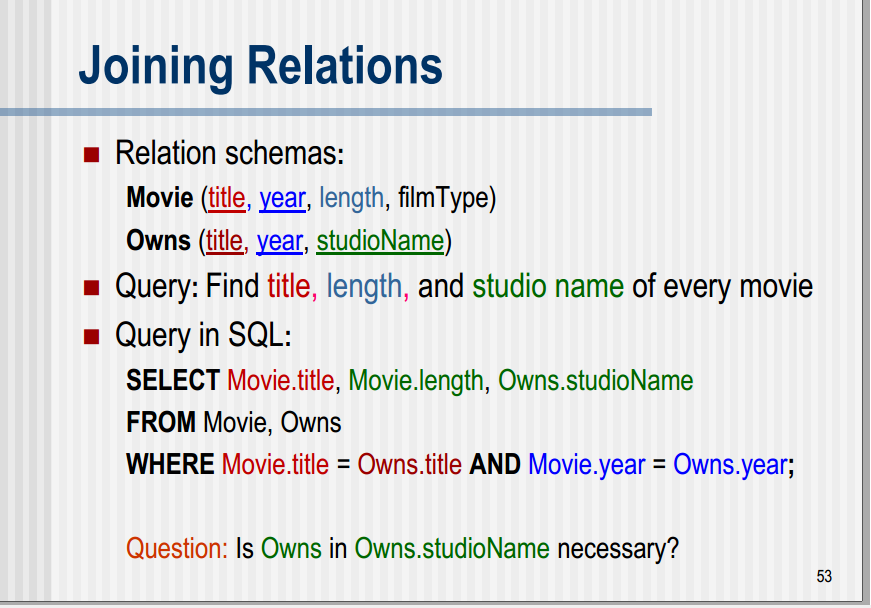 Joining Relations
Relation schemas:
Movie (title, year, length, filmType)
Owns (title, year, studioName)
Query: Find title, length, and studio name of every movie
Query in SQL:
SELECT Movie.title, Movie.length, Owns.studioName
FROM Movie, Owns
WHERE Movie.title = Owns.title AND Movie.year = Owns.year;
Question: Is Owns in Owns.studioName necessary?
53